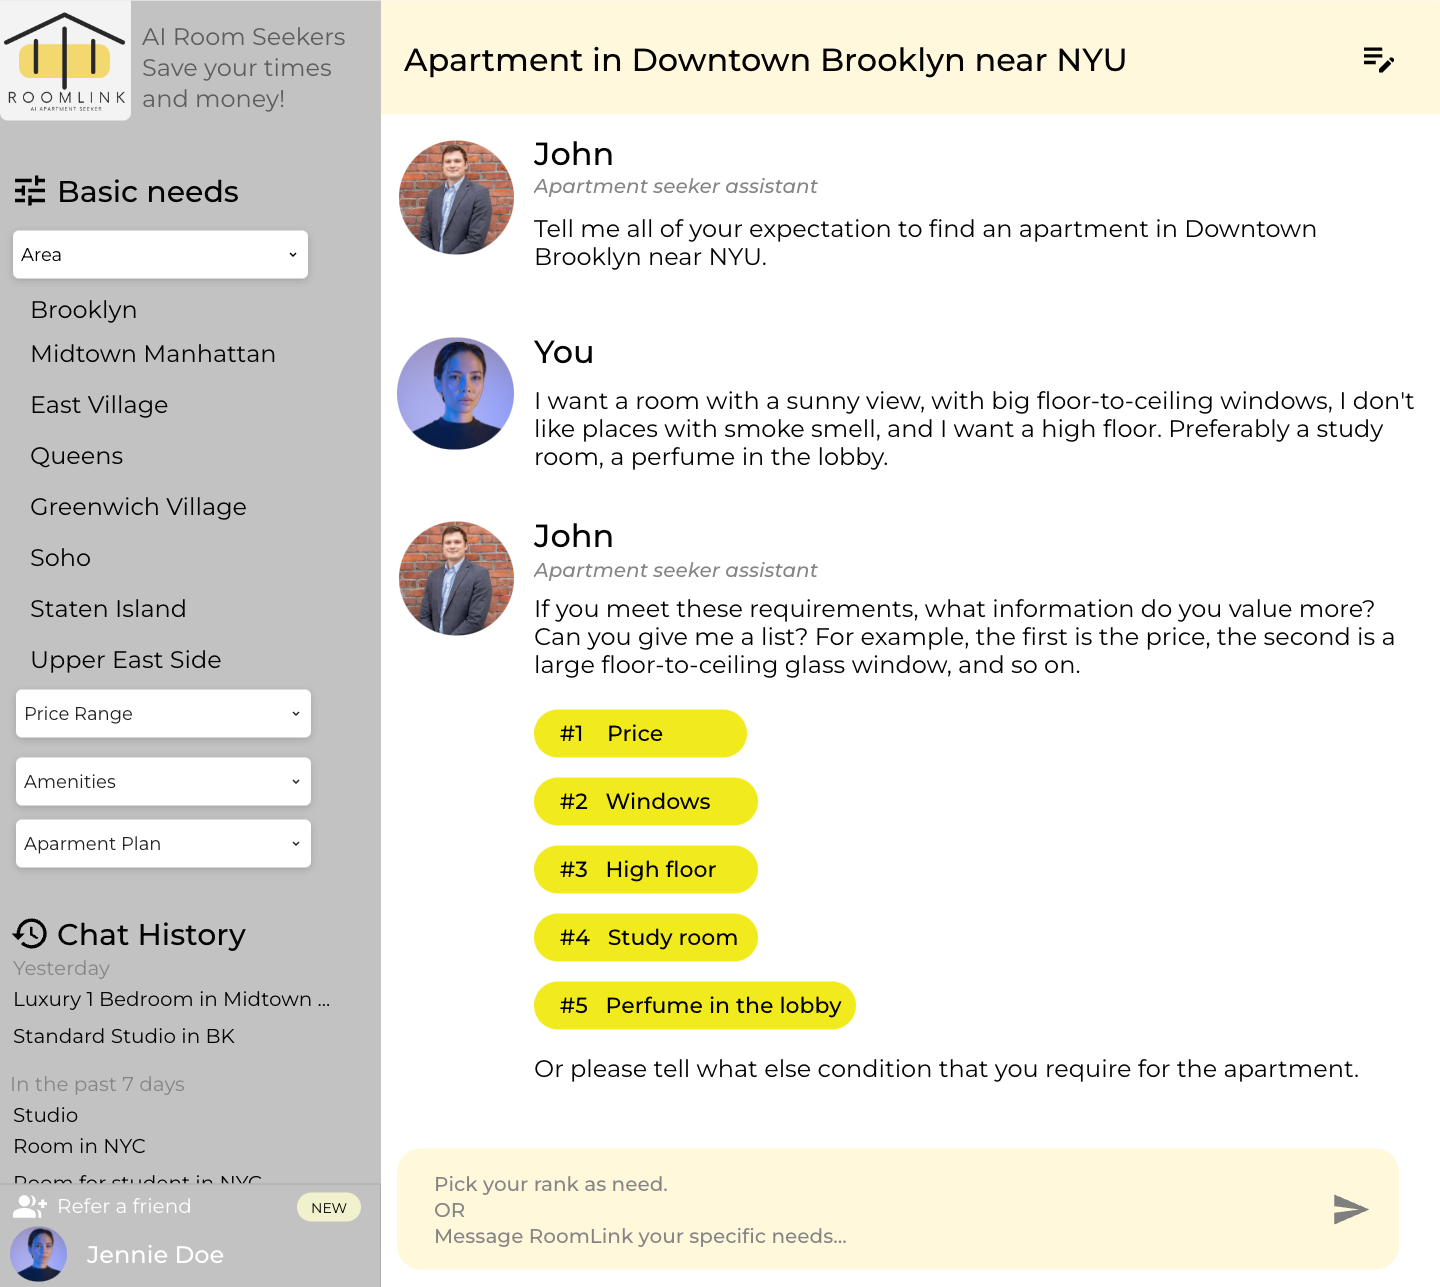 ROOMLINK
AI APARTMENT SEEKER
AI Room Seekers
Save your times
and money!
Basic needs
Area
Brooklyn
Midtown Manhattan
East Village
Queens
Greenwich Village
Soho
Staten Island
Upper East Side
Price Range
Amenities
Aparment Plan
Chat History
Yesterday
Luxury 1 Bedroom in Midtown ...
Standard Studio in BK
In the past 7 days
Studio
Room in NYC
Room for student in NYC
Refer a friend
NEW
Jennie Doe
Apartment in Downtown Brooklyn near NYU
John
Apartment seeker assistant
Tell me all of your expectation to find an apartment in Downtown
Brooklyn near NYU.
You
I want a room with a sunny view, with big floor-to-ceiling windows, I don't
like places with smoke smell, and I want a high floor. Preferably a study
room, a perfume in the lobby.
John
Apartment seeker assistant
If you meet these requirements, what information do you value more?
Can you give me a list? For example, the first is the price, the second is a
large floor-to-ceiling glass window, and so on.
#1 Price
#2 Windows
#3 High floor
#4 Study room
#5 Perfume in the lobby
Or please tell what else condition that you require for the apartment.
Pick your rank as need.
OR
Message RoomLink your specific needs...